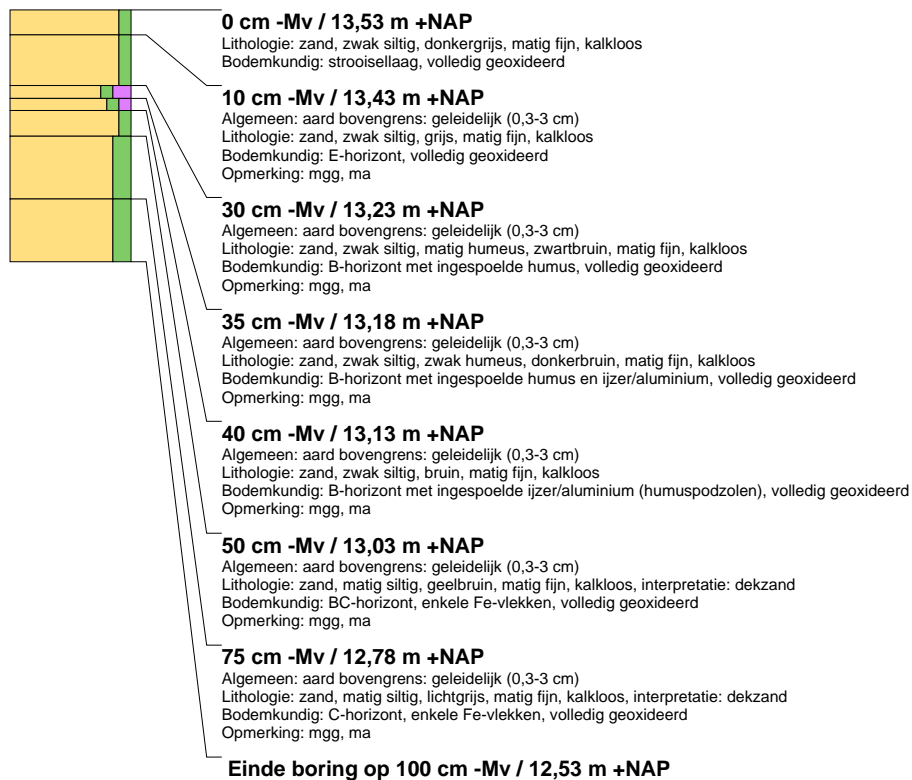 0 cm -Mv / 13,53 m +NAP
Lithologie: zand, zwak siltig, donkergrijs, matig fijn, kalkloos
Bodemkundig: strooisellaag, volledig geoxideerd
10 cm -Mv / 13,43 m +NAP
Algemeen: aard bovengrens: geleidelijk (0,3-3 cm)
Lithologie: zand, zwak siltig, grijs, matig fijn, kalkloos
Bodemkundig: E-horizont, volledig geoxideerd
Opmerking: mgg, ma
30 cm -Mv / 13,23 m +NAP
Algemeen: aard bovengrens: geleidelijk (0,3-3 cm)
Lithologie: zand, zwak siltig, matig humeus, zwartbruin, matig fijn, kalkloos
Bodemkundig: B-horizont met ingespoelde humus, volledig geoxideerd
Opmerking: mgg, ma
35 cm -Mv / 13,18 m +NAP
Algemeen: aard bovengrens: geleidelijk (0,3-3 cm)
Lithologie: zand, zwak siltig, zwak humeus, donkerbruin, matig fijn, kalkloos
Bodemkundig: B-horizont met ingespoelde humus en ijzer/aluminium, volledig geoxideerd
Opmerking: mgg, ma
40 cm -Mv / 13,13 m +NAP
Algemeen: aard bovengrens: geleidelijk (0,3-3 cm)
Lithologie: zand, zwak siltig, bruin, matig fijn, kalkloos
Bodemkundig: B-horizont met ingespoelde ijzer/aluminium (humuspodzolen), volledig geoxideerd
Opmerking: mgg, ma
50 cm -Mv / 13,03 m +NAP
Algemeen: aard bovengrens: geleidelijk (0,3-3 cm)
Lithologie: zand, matig siltig, geelbruin, matig fijn, kalkloos, interpretatie: dekzand
Bodemkundig: BC-horizont, enkele Fe-vlekken, volledig geoxideerd
Opmerking: mgg, ma
75 cm -Mv / 12,78 m +NAP
Algemeen: aard bovengrens: geleidelijk (0,3-3 cm)
Lithologie: zand, matig siltig, lichtgrijs, matig fijn, kalkloos, interpretatie: dekzand
Bodemkundig: C-horizont, enkele Fe-vlekken, volledig geoxideerd
Opmerking: mgg, ma
Einde boring op 100 cm -Mv / 12,53 m +NAP